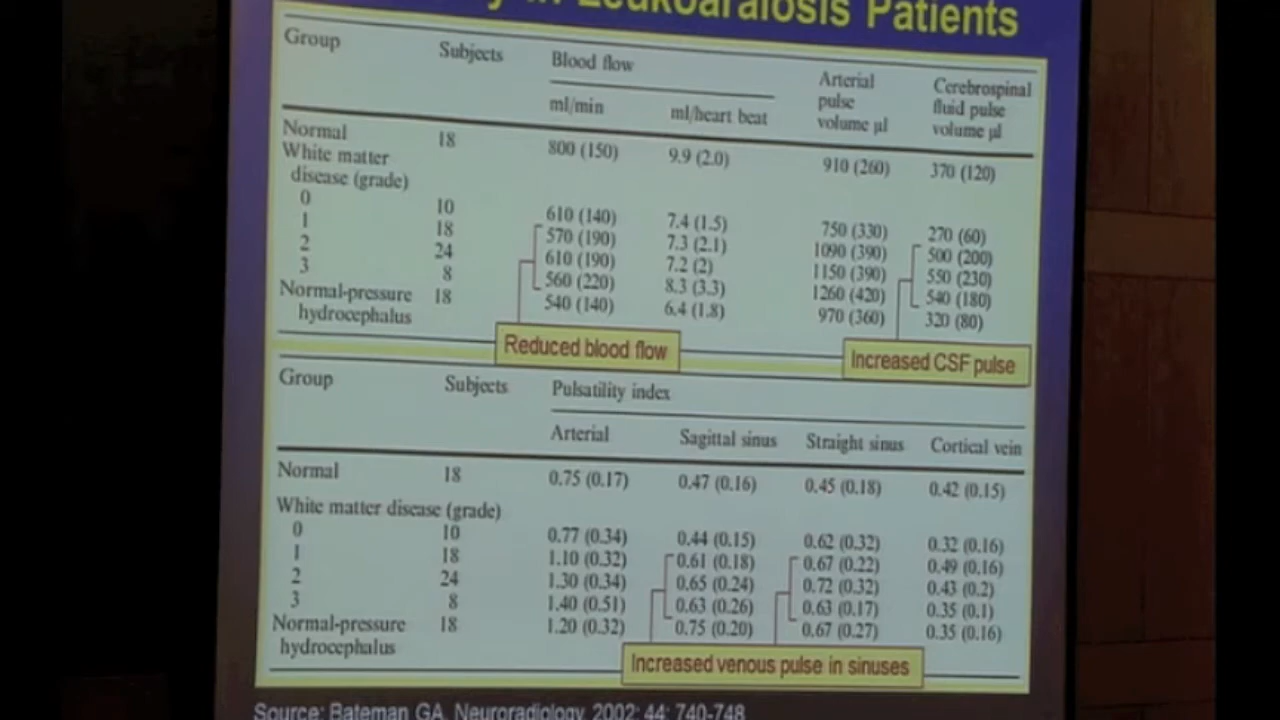 in Leukoaraiosis Patients
Group Subjects Blood flow Arterial pulse volume µl Cerebrospinal fluid pulse volume µl
ml/min ml/heart beat
Normal 18 800 (150) 9.9 (2.0) 910 (260) 370 (120)
White matter
disease (grade)
0 10 610 (140) 7.4 (1.5) 750 (330) 270 (60)
1 18 570 (190) 7.3 (2.1) 1090 (390) 500 (200)
2 24 610 (190) 7.2 (2) 1150 (390) 550 (230)
3 8 560 (220) 8.3 (3.3) 1260 (420) 540 (180)
Normal-pressure 18 540 (140) 6.4 (1.8) 970 (360) 320 (80)
hydrocephalus
Reduced blood flow
Increased CSF pulse
Group Subjects Pulsatility index
Arterial Sagittal sinus Straight sinus Cortical vein
Normal 18 0.75 (0.17) 0.47 (0.16) 0.45 (0.18) 0.42 (0.15)
White matter disease (grade)
0 10 0.77 (0.34) 0.44 (0.15) 0.62 (0.32) 0.32 (0.16)
1 18 1.10 (0.32) 0.61 (0.18) 0.67 (0.22) 0.49 (0.16)
2 24 1.30 (0.34) 0.65 (0.24) 0.72 (0.32) 0.43 (0.2)
3 8 1.40 (0.51) 0.63 (0.26) 0.63 (0.17) 0.35 (0.1)
Normal-pressure 18 1.20 (0.32) 0.75 (0.20) 0.67 (0.27) 0.35 (0.16)
hydrocephalus
Increased venous pulse in sinuses
Source: Bateman GA, Neuroradiology, 2002; 44: 740-748